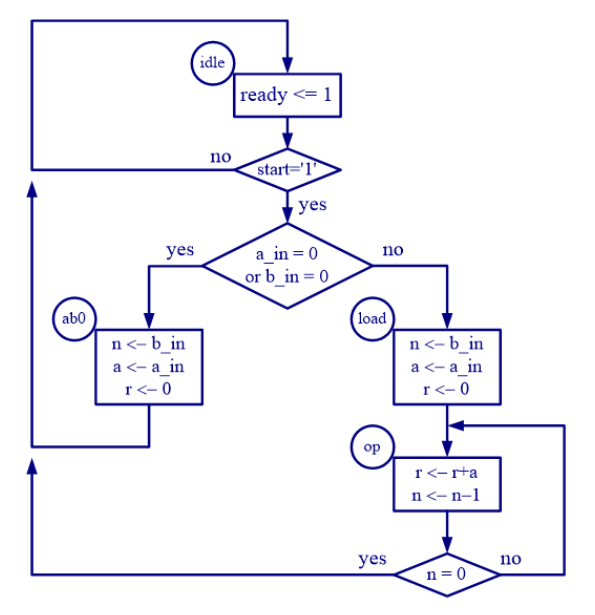 idle
ready <= 1
no
start='1'
yes
yes
a_in = 0
or b_in = 0
no
ab0
n <– b_in
a <– a_in
r <– 0
load
n <– b_in
a <– a_in
r <– 0
op
r <– r+a
n <– n–1
yes
n = 0
no